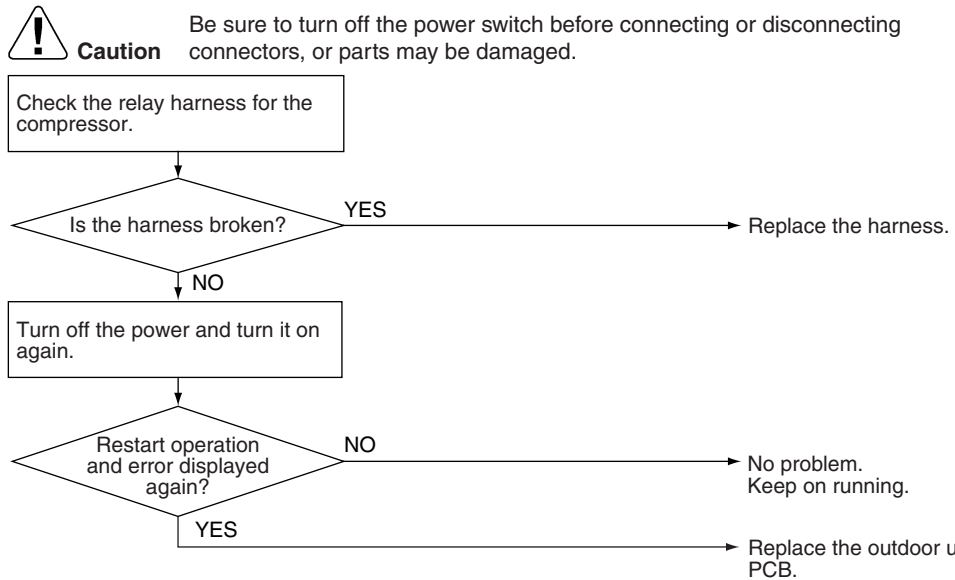 Be sure to turn off the power switch before connecting or disconnecting
Caution connectors, or parts may be damaged.
Check the relay harness for the
compressor.
Is the harness broken?
YES
Replace the harness.
NO
Turn off the power and turn it on
again.
Restart operation
and error displayed
again?
NO
No problem.
Keep on running.
YES
Replace the outdoor
PCB.